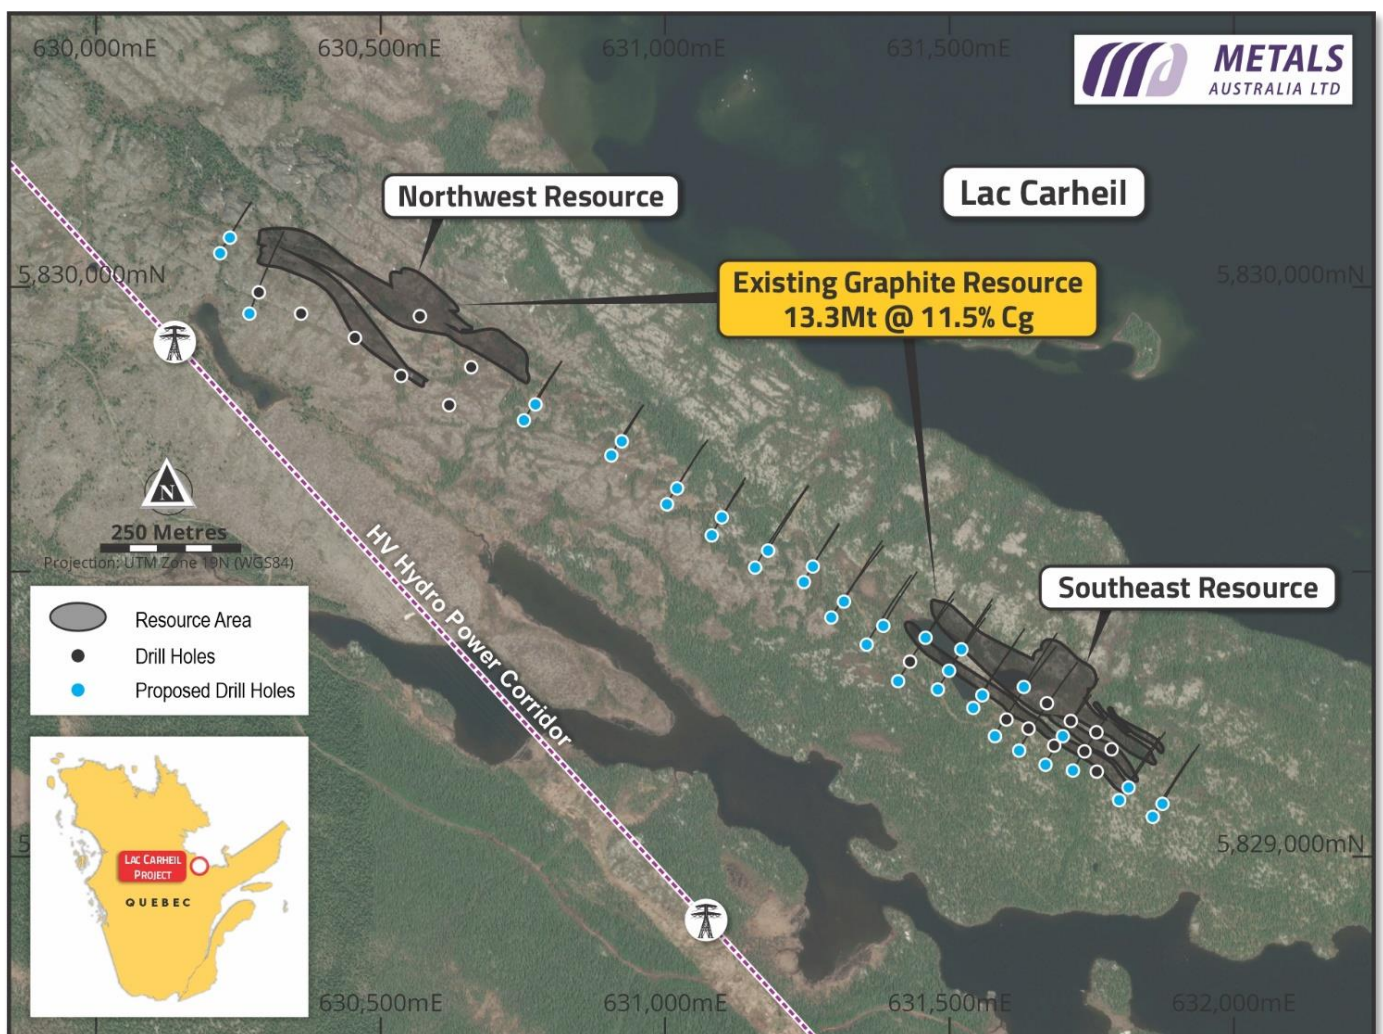 630,000mE
630,500mE
631,000mE
631,500mE
METALS
AUSTRALIA LTD
Northwest Resource
Lac Carheil
5,830,000mN
5,830,000mN
Existing Graphite Resource
13.3Mt @ 11.5% Cg
N
250 Metres
Projection: UTM Zone 19N (WGS84)
HV Hydro Power Corridor
Southeast Resource
Resource Area
Drill Holes
Proposed Drill Holes
5,829,000mN
LAC CARHEIL
PROJECT
QUEBEC
630,500mE
631,000mE
631,500mE
632,000mE